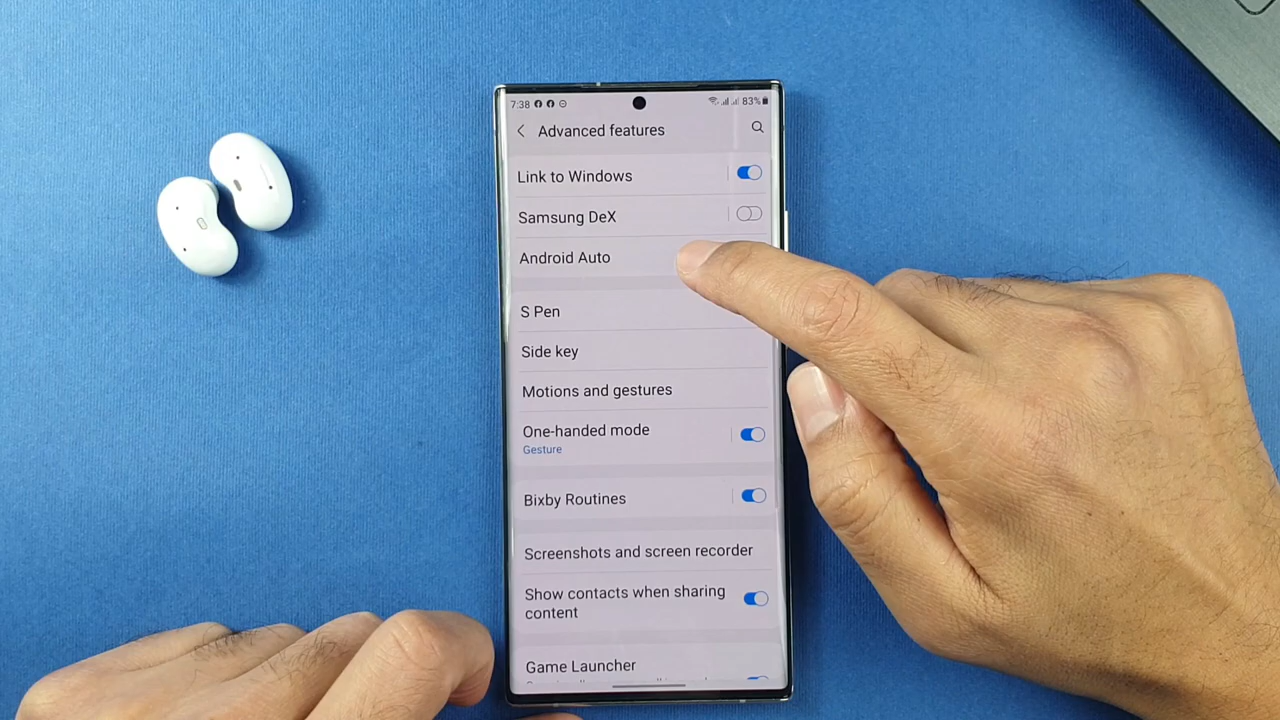 7:38 83%
Advanced features
Link to Windows
Samsung DeX
Android Auto
S Pen
Side key
Motions and gestures
One-handed mode
Gesture
Bixby Routines
Screenshots and screen recorder
Show contacts when sharing
content
Game Launcher